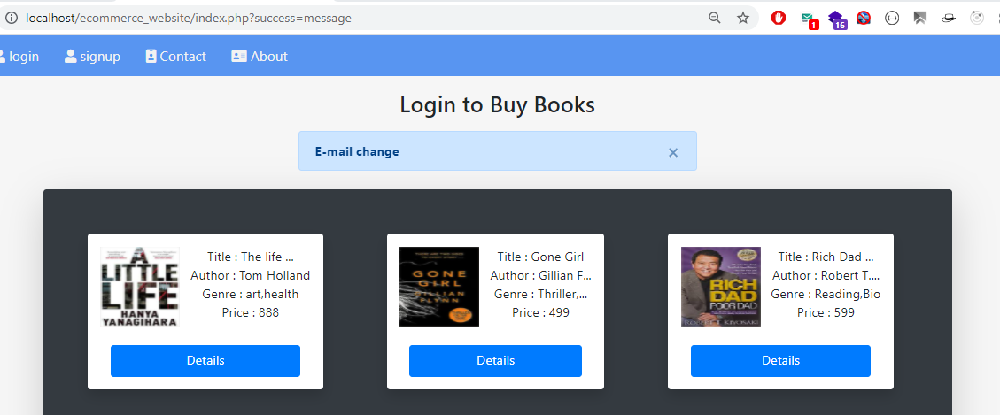 localhost/ecommerce_website/index.php?success=message
1
16
login
signup
Contact
About
Login to Buy Books
E-mail change
×
A
LITTLE
LIFE
HANYA
YANAGIHARA
Title : The life ...
Author : Tom Holland
Genre : art,health
Price : 888
Details
GONE
GIRL
GILLIAN
FLYNN
Title : Gone Girl
Author : Gillian F...
Genre : Thriller,...
Price : 499
Details
RICH
DAD
POOR DAD
Title : Rich Dad ...
Author : Robert T....
Genre : Reading,Bio
Price : 599
Details